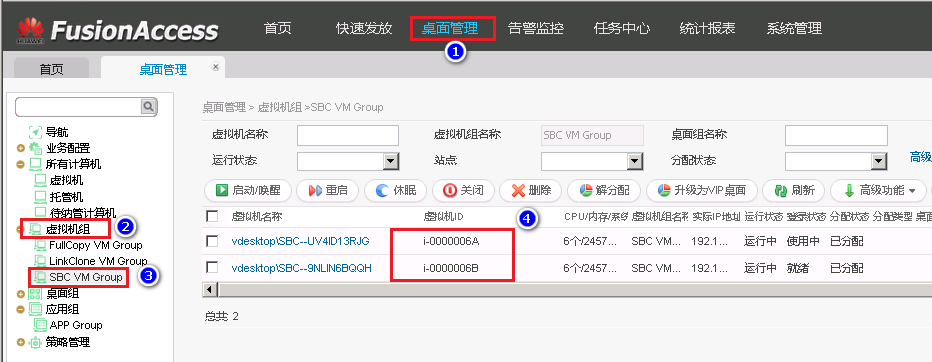 HUAWEI FusionAccess 首页 快速发放 桌面管理 告警监控 任务中心 统计报表 系统管理
1
首页 桌面管理 ×
导航
业务配置
所有计算机
虚拟机
托管机
待纳管计算机
虚拟机组 2
FullCopy VM Group
LinkClone VM Group
SBC VM Group 3
桌面组
应用组
APP Group
策略管理
桌面管理 > 虚拟机组 >SBC VM Group
虚拟机名称 虚拟机组名称 SBC VM Group 桌面组名称
运行状态 站点 分配状态 高级
启动/唤醒 重启 休眠 关闭 删除 解分配 升级为VIP桌面 刷新 高级功能
4
虚拟机名称 虚拟机ID CPU/内存/系统 虚拟机组名 实际IP地址 运行状态 登录状态 分配状态 分配类型 桌面
vdesktop\SBC--UV4ID13RJG i-0000006A 6个/2457... SBC VM... 192.1... 运行中 使用中 已分配
vdesktop\SBC--9NLIN6BQQH i-0000006B 6个/2457... SBC VM... 192.1... 运行中 就绪 已分配
总共: 2